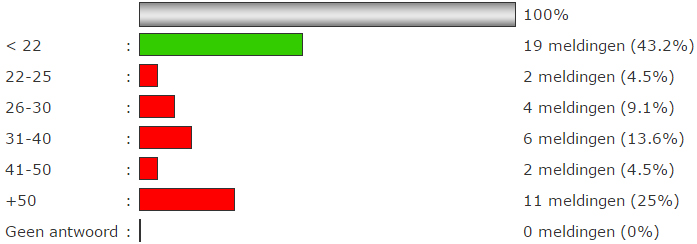 100%
< 22 : 19 meldingen (43.2%)
22-25 : 2 meldingen (4.5%)
26-30 : 4 meldingen (9.1%)
31-40 : 6 meldingen (13.6%)
41-50 : 2 meldingen (4.5%)
+50 : 11 meldingen (25%)
Geen antwoord : 0 meldingen (0%)